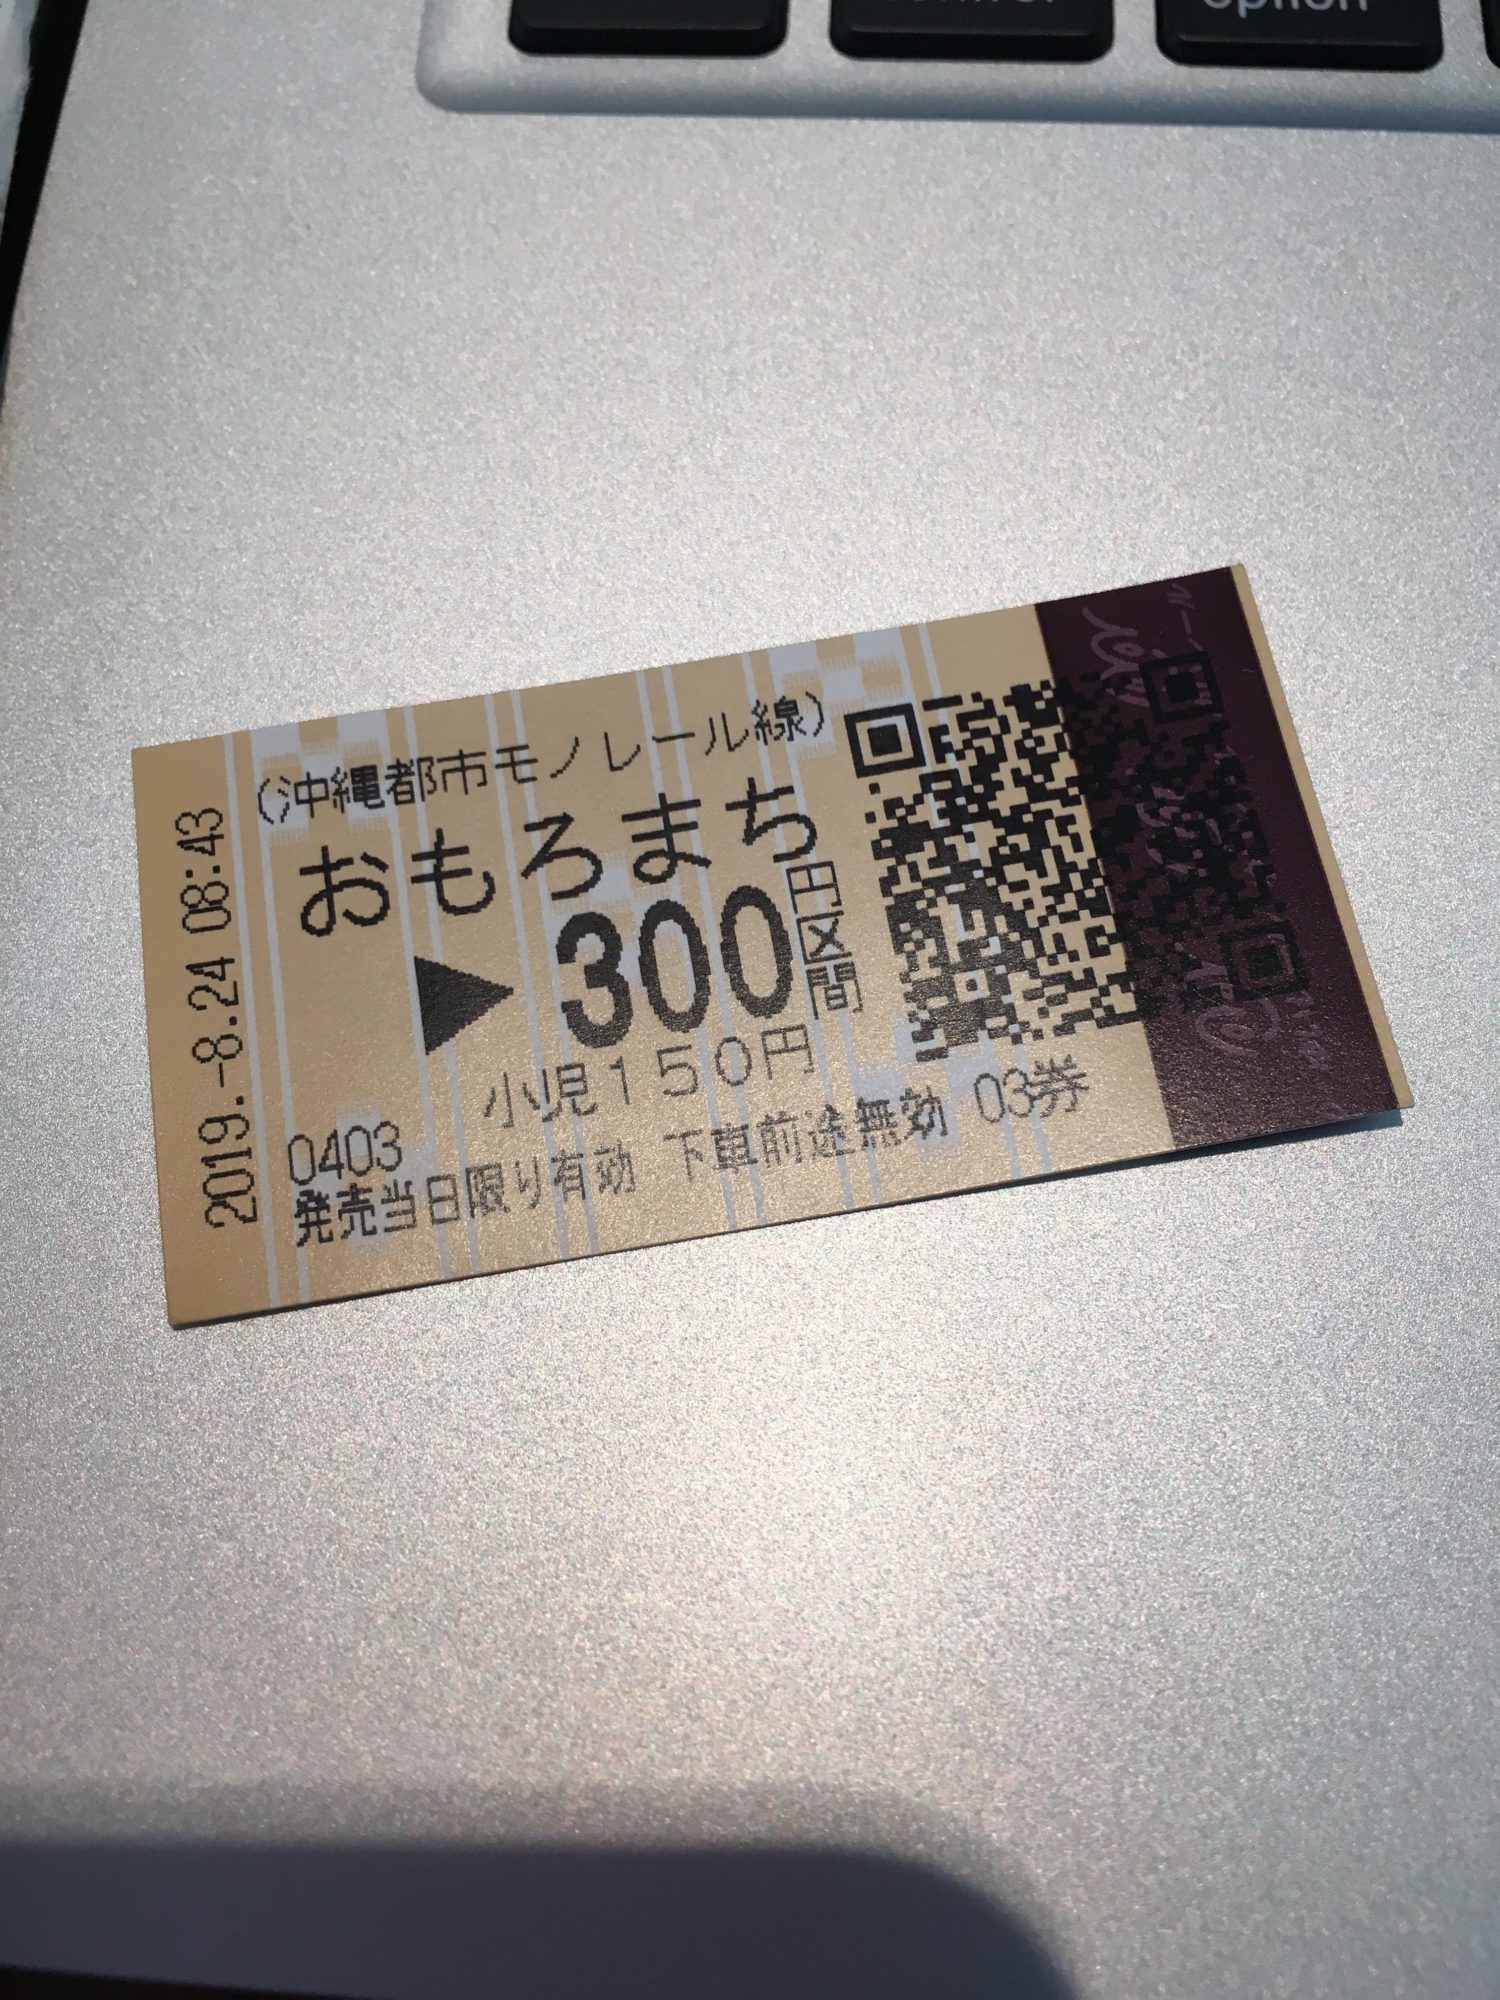 option
2019.-8.24 08:43
(沖縄都市モノレール線)
おもろまち
▶300円区間
小児150円
0403
発売当日限り有効 下車前途無効 03券